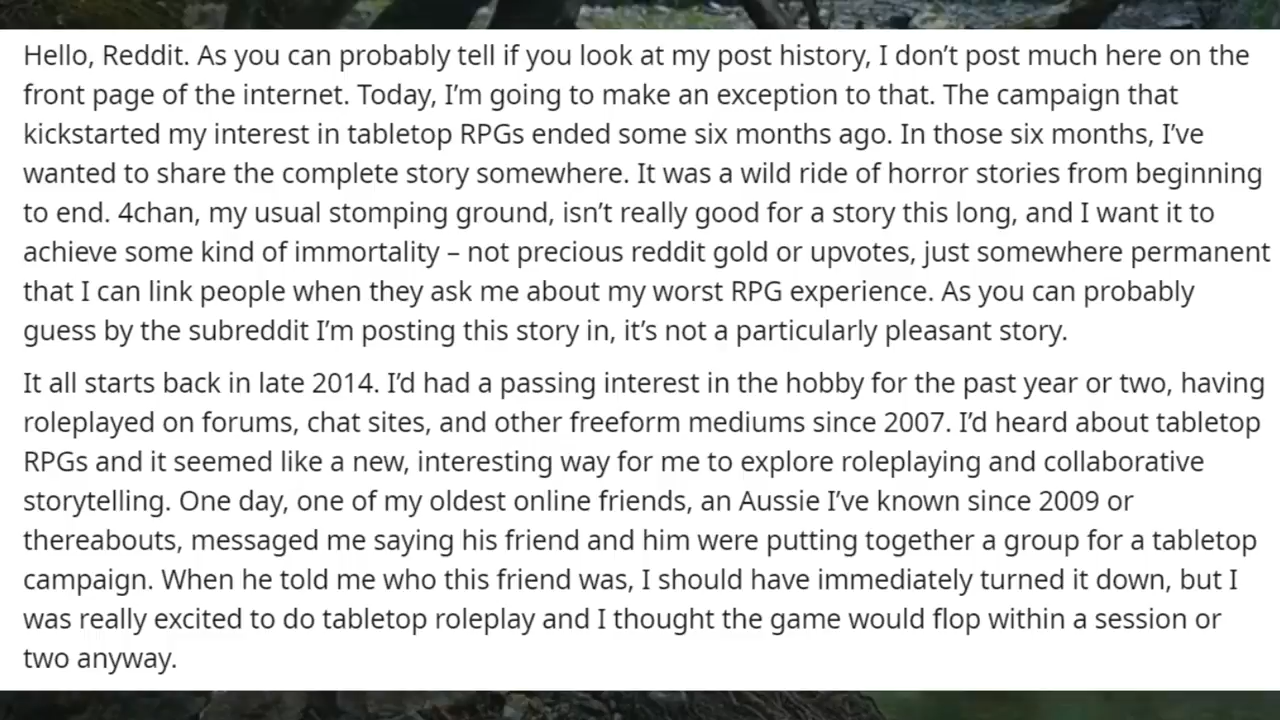 Hello, Reddit. As you can probably tell if you look at my post history, I don’t post much here on the
front page of the internet. Today, I’m going to make an exception to that. The campaign that
kickstarted my interest in tabletop RPGs ended some six months ago. In those six months, I’ve
wanted to share the complete story somewhere. It was a wild ride of horror stories from beginning
to end. 4chan, my usual stomping ground, isn’t really good for a story this long, and I want it to
achieve some kind of immortality – not precious reddit gold or upvotes, just somewhere permanent
that I can link people when they ask me about my worst RPG experience. As you can probably
guess by the subreddit I’m posting this story in, it’s not a particularly pleasant story.
It all starts back in late 2014. I’d had a passing interest in the hobby for the past year or two, having
roleplayed on forums, chat sites, and other freeform mediums since 2007. I’d heard about tabletop
RPGs and it seemed like a new, interesting way for me to explore roleplaying and collaborative
storytelling. One day, one of my oldest online friends, an Aussie I’ve known since 2009 or
thereabouts, messaged me saying his friend and him were putting together a group for a tabletop
campaign. When he told me who this friend was, I should have immediately turned it down, but I
was really excited to do tabletop roleplay and I thought the game would flop within a session or
two anyway.